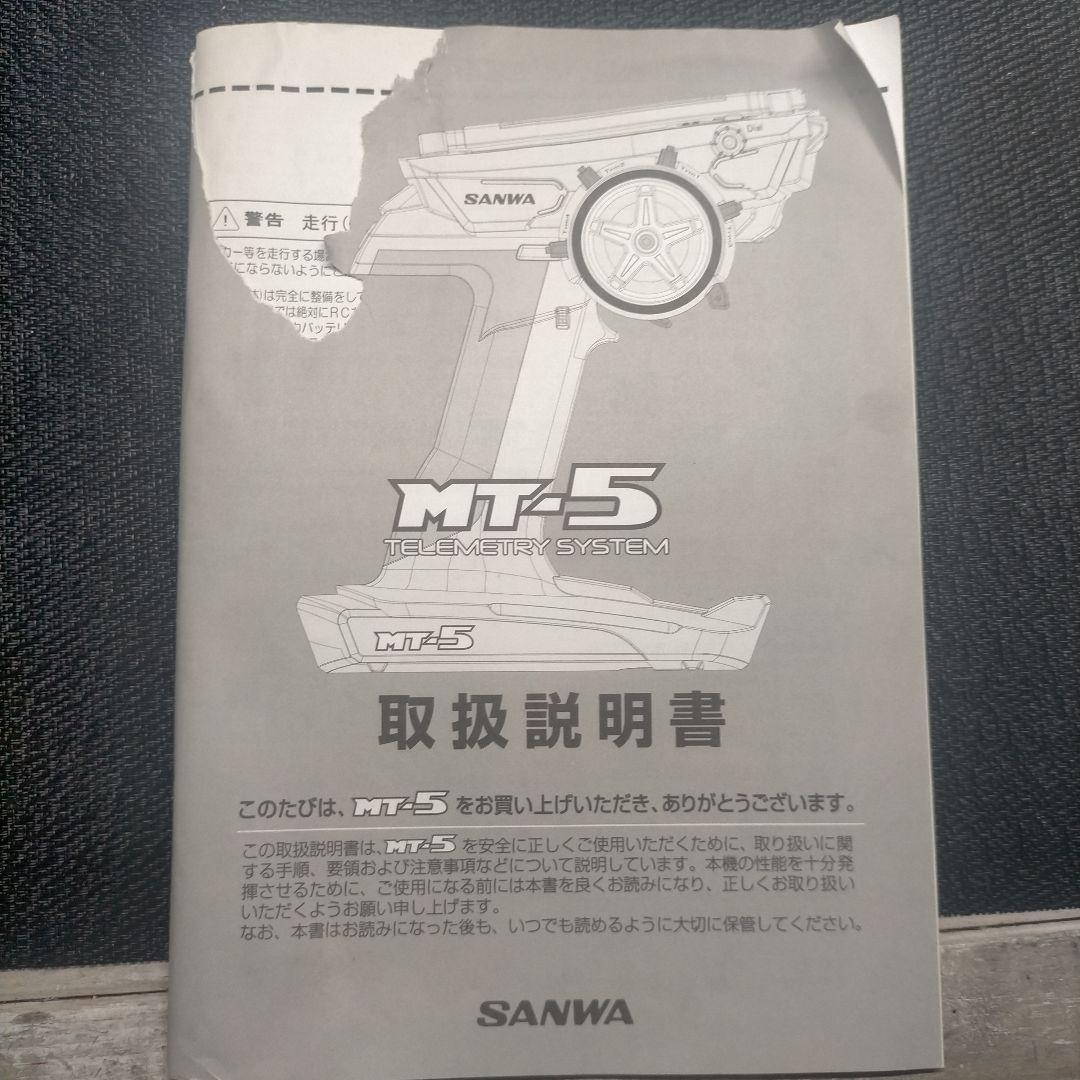 Dial
SANWA
警告 走行(
カー等を走行する場
にならないように
は完全に整備をして
では絶対にRC
バッテリ
MT-5
TELEMETRY SYSTEM
MT-5
取扱説明書
このたびは、MT-5 をお買い上げいただき、ありがとうございます。
この取扱説明書は、MT-5 を安全に正しくご使用いただくために、取り扱いに関
する手順、要領および注意事項などについて説明しています。本機の性能を十分発
揮させるために、ご使用になる前には本書を良くお読みになり、正しくお取り扱い
いただくようお願い申し上げます。
なお、本書はお読みになった後も、いつでも読めるように大切に保管してください。
SANWA